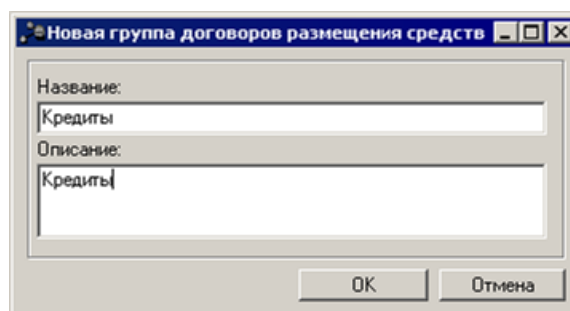 Новая группа договоров размещения средств
Название:
Кредиты
Описание:
Кредиты
OK
Отмена